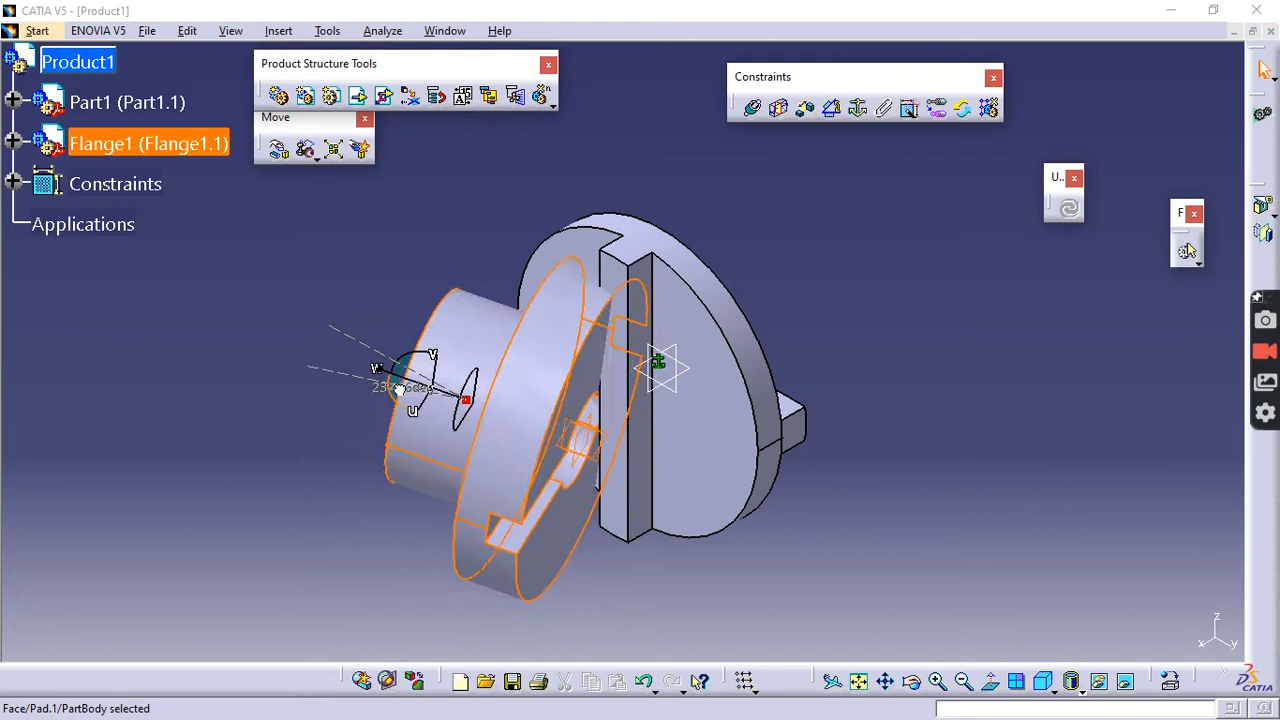 CATIA V5 - [Product1]
Start ENOVIA V5 File Edit View Insert Tools Analyze Window Help
Product1
Part1 (Part1.1)
Flange1 (Flange1.1)
Constraints
Applications
Product Structure Tools
Move
Constraints
U..
F
v
w
u
z
x y
CATIA
Face/Pad.1/PartBody selected